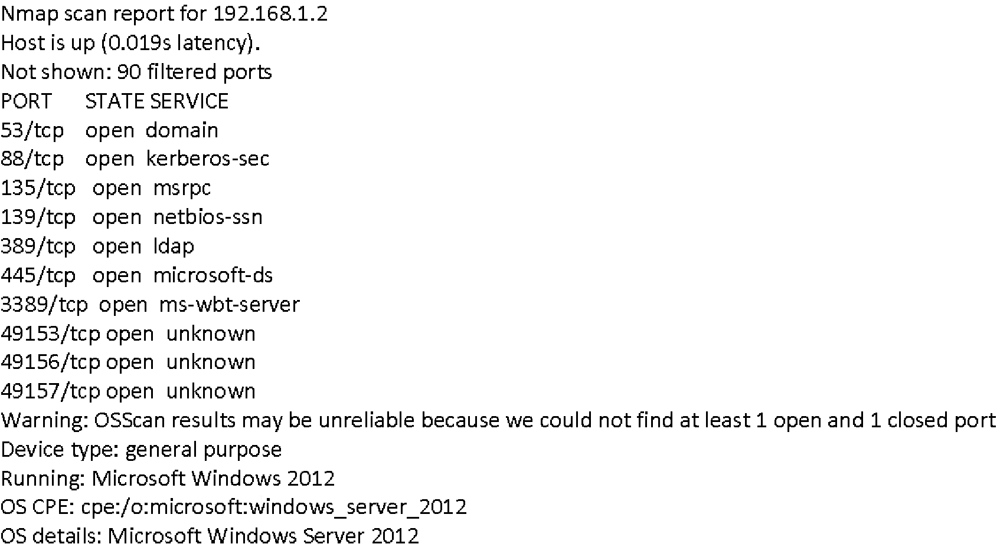 Nmap scan report for 192.168.1.2
Host is up (0.019s latency).
Not shown: 90 filtered ports
PORT     STATE SERVICE
53/tcp   open  domain
88/tcp   open  kerberos-sec
135/tcp  open  msrpc
139/tcp  open  netbios-ssn
389/tcp  open  ldap
445/tcp  open  microsoft-ds
3389/tcp open  ms-wbt-server
49153/tcp open  unknown
49156/tcp open  unknown
49157/tcp open  unknown
Warning: OSScan results may be unreliable because we could not find at least 1 open and 1 closed port
Device type: general purpose
Running: Microsoft Windows 2012
OS CPE: cpe:/o:microsoft:windows_server_2012
OS details: Microsoft Windows Server 2012